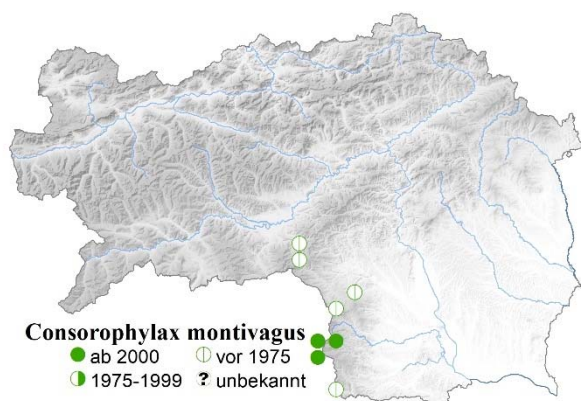 Consorophylax montivagus
ab 2000 vor 1975
1975-1999 ? unbekannt